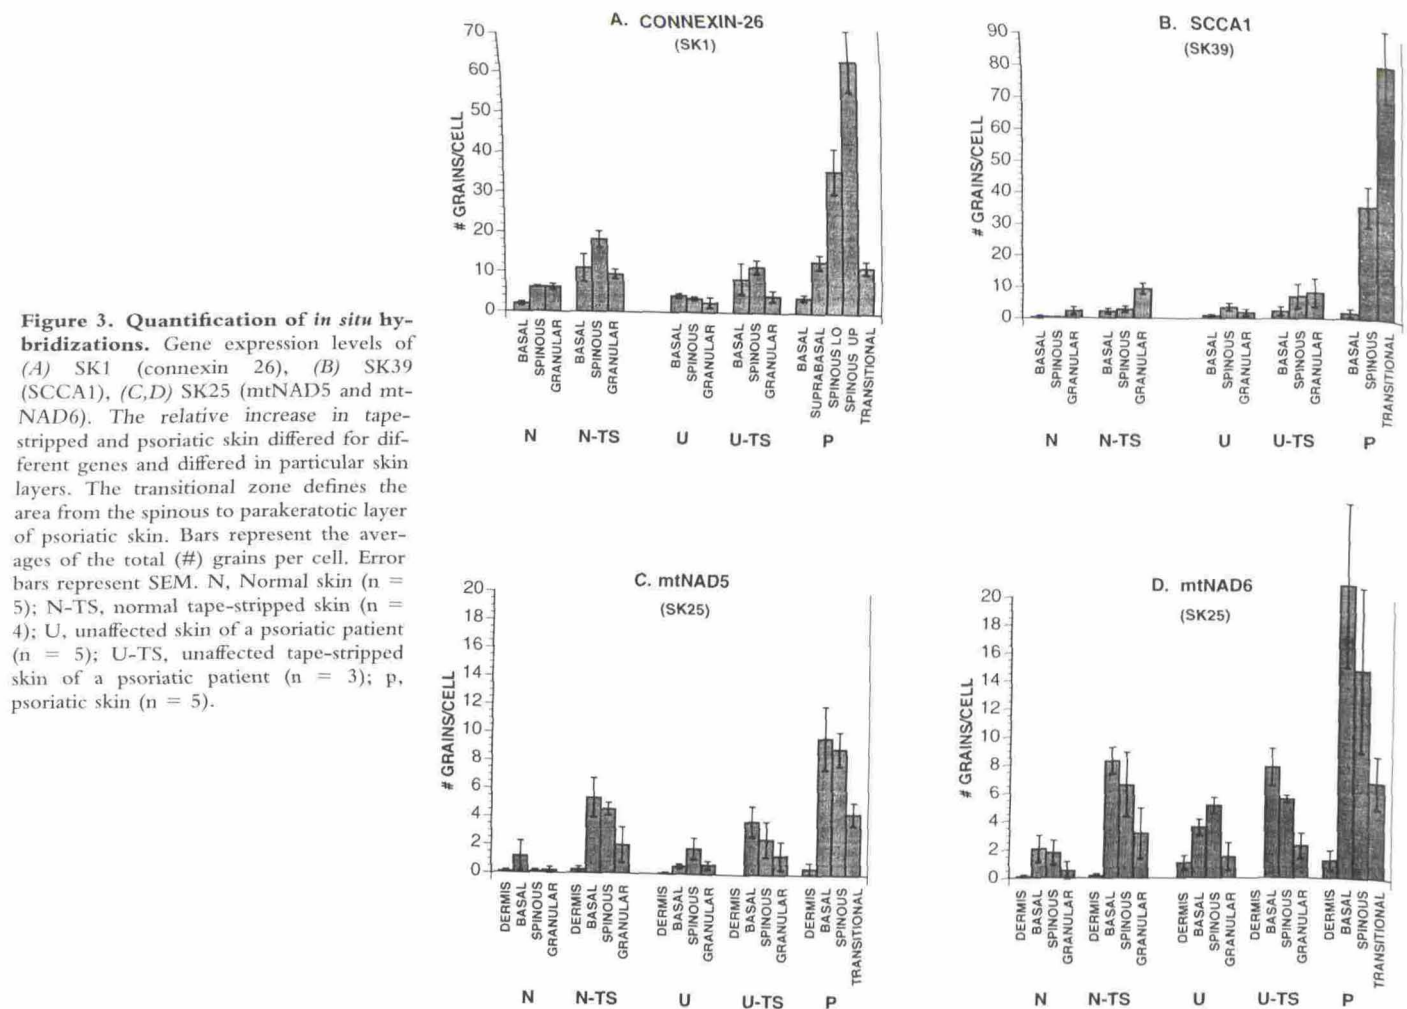 Figure 3. Quantification of in situ hy-
bridizations. Gene expression levels of
(A) SK1 (connexin 26), (B) SK39
(SCCA1), (C,D) SK25 (mtNAD5 and mt-
NAD6). The relative increase in tape-
stripped and psoriatic skin differed for dif-
ferent genes and differed in particular skin
layers. The transitional zone defines the
area from the spinous to parakeratotic layer
of psoriatic skin. Bars represent the aver-
ages of the total (#) grains per cell. Error
bars represent SEM. N, Normal skin (n =
5); N-TS, normal tape-stripped skin (n =
4); U, unaffected skin of a psoriatic patient
(n = 5); U-TS, unaffected tape-stripped
skin of a psoriatic patient (n = 3); p,
psoriatic skin (n = 5).
A. CONNEXIN-26
(SK1)
# GRAINS/CELL
70
60
50
40
30
20
10
0
BASAL
SPINOUS
GRANULAR
BASAL
SPINOUS
GRANULAR
BASAL
SPINOUS
GRANULAR
BASAL
SPINOUS
GRANULAR
BASAL
SUPRABASAL
SPINOUS LO
SPINOUS UP
TRANSITIONAL
N N-TS U U-TS P
B. SCCA1
(SK39)
# GRAINS/CELL
90
80
70
60
50
40
30
20
10
0
BASAL
SPINOUS
GRANULAR
BASAL
SPINOUS
GRANULAR
BASAL
SPINOUS
GRANULAR
BASAL
SPINOUS
GRANULAR
BASAL
SPINOUS
TRANSITIONAL
N N-TS U U-TS P
C. mtNAD5
(SK25)
# GRAINS/CELL
20
18
16
14
12
10
8
6
4
2
0
DERMIS
BASAL
SPINOUS
GRANULAR
DERMIS
BASAL
SPINOUS
GRANULAR
DERMIS
BASAL
SPINOUS
GRANULAR
DERMIS
BASAL
SPINOUS
GRANULAR
DERMIS
BASAL
SPINOUS
TRANSITIONAL
N N-TS U U-TS P
D. mtNAD6
(SK25)
# GRAINS/CELL
20
18
16
14
12
10
8
6
4
2
0
DERMIS
BASAL
SPINOUS
GRANULAR
DERMIS
BASAL
SPINOUS
GRANULAR
DERMIS
BASAL
SPINOUS
GRANULAR
DERMIS
BASAL
SPINOUS
GRANULAR
DERMIS
BASAL
SPINOUS
TRANSITIONAL
N N-TS U U-TS P